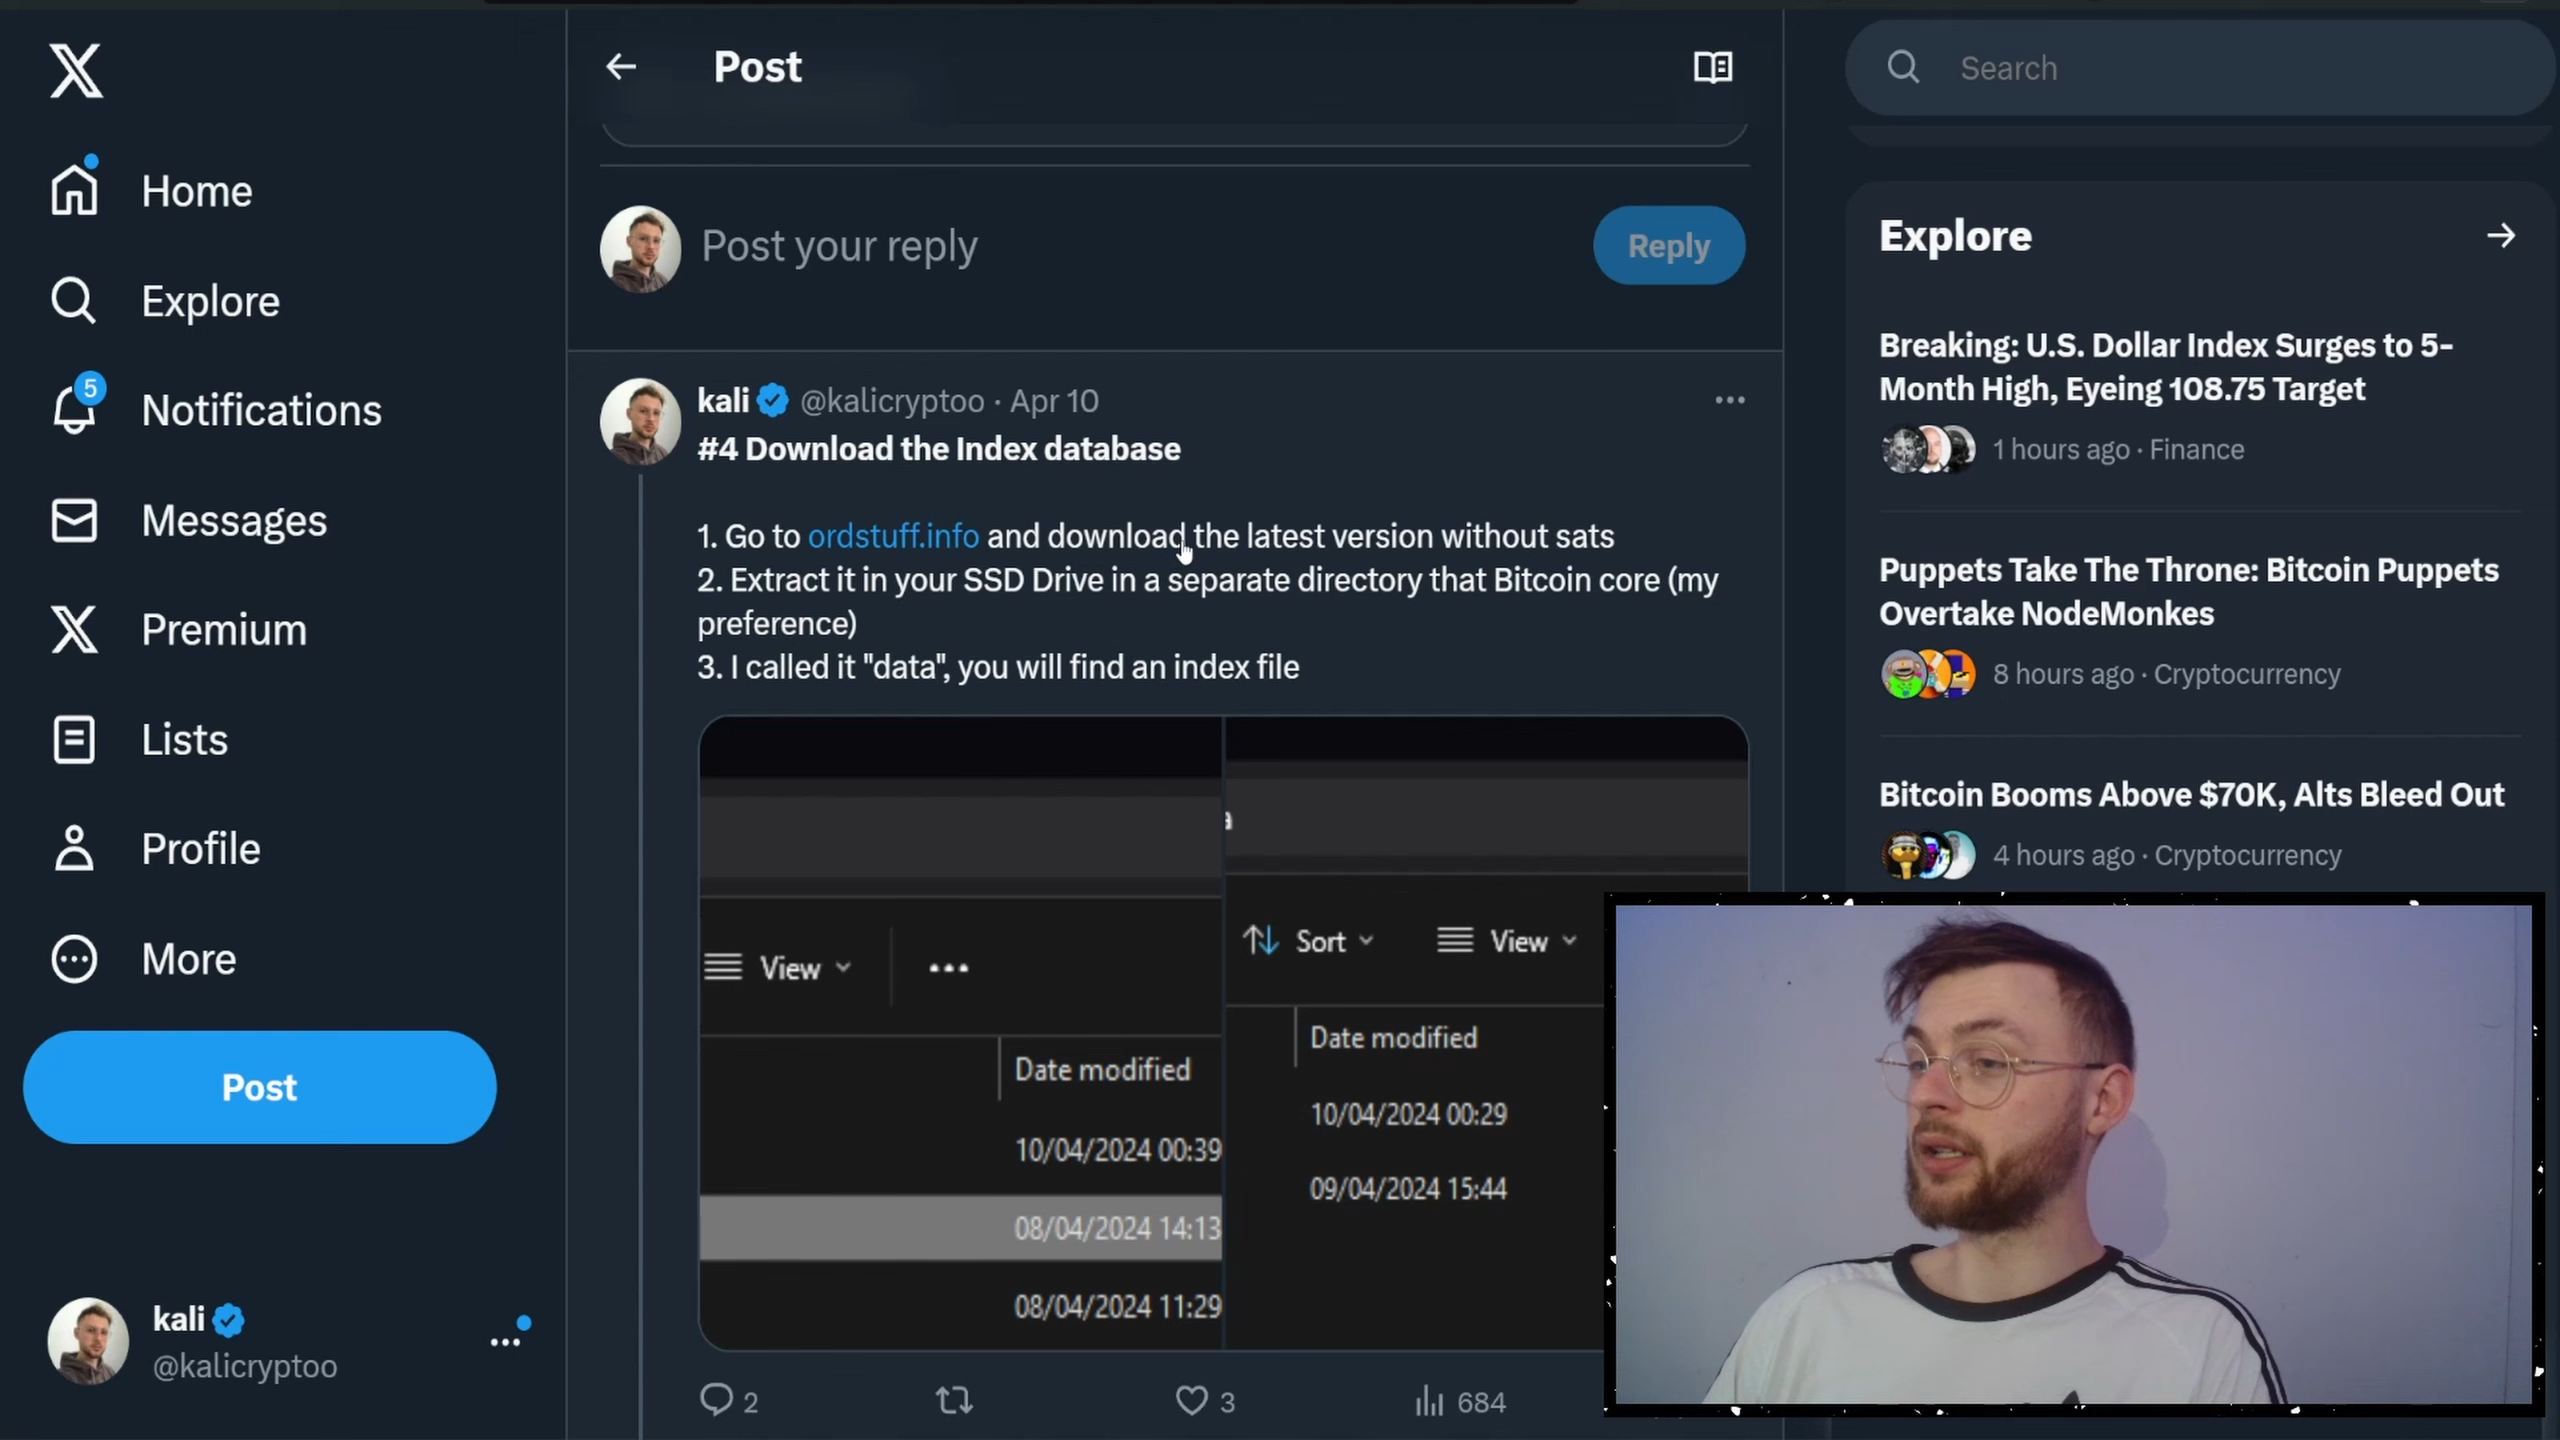 Home
Explore
5
Notifications
Messages
Premium
Lists
Profile
More
Post
kali
@kalicryptoo
Post
Post your reply
Reply
kali @kalicryptoo · Apr 10
#4 Download the Index database
1. Go to ordstuff.info and download the latest version without sats
2. Extract it in your SSD Drive in a separate directory that Bitcoin core (my
preference)
3. I called it "data", you will find an index file
View
Date modified
10/04/2024 00:39
08/04/2024 14:13
08/04/2024 11:29
Sort
View
Date modified
10/04/2024 00:29
09/04/2024 15:44
2
3
684
Search
Explore
Breaking: U.S. Dollar Index Surges to 5-
Month High, Eyeing 108.75 Target
1 hours ago · Finance
Puppets Take The Throne: Bitcoin Puppets
Overtake NodeMonkes
8 hours ago · Cryptocurrency
Bitcoin Booms Above $70K, Alts Bleed Out
4 hours ago · Cryptocurrency